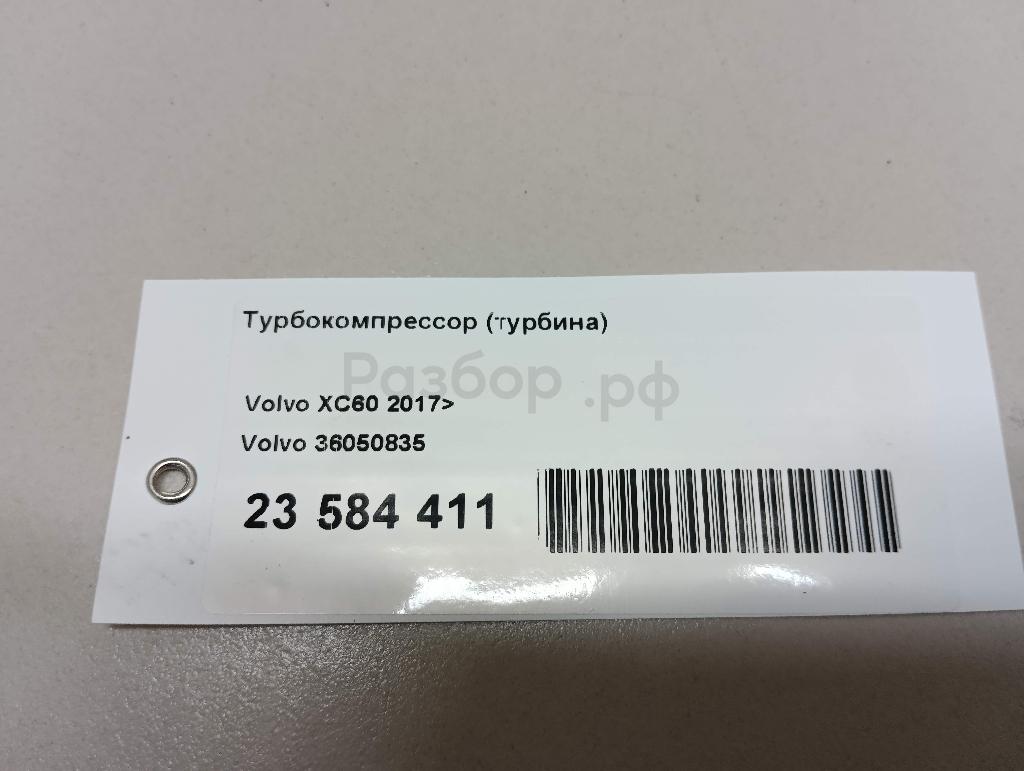 Турбокомпрессор (турбина)
Разбор.рф
Volvo XC60 2017>
Volvo 36050835
23 584 411